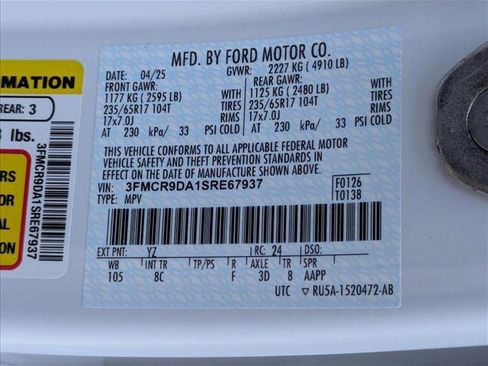 MFD. BY FORD MOTOR CO.
DATE: 04/25 GVWR: 2227 KG ( 4910 LB)
FRONT GAWR: REAR GAWR:
1177 KG ( 2595 LB) 1125 KG ( 2480 LB)
235/65R17 104T TIRES 235/65R17 104T TIRES
17x7.0J RIMS 17x7.0J RIMS
AT 230 kPa/ 33 PSI COLD AT 230 kPa/ 33 PSI COLD
THIS VEHICLE CONFORMS TO ALL APPLICABLE FEDERAL MOTOR
VEHICLE SAFETY AND THEFT PREVENTION STANDARDS IN
EFFECT ON THE DATE OF MANUFACTURE SHOWN ABOVE.
VIN: 3FMCR9DA1SRE67937 F0126
TYPE: MPV T0138
EXT PNT: YZ RC: 24 DSO:
WB INT TR TP/PS R AXLE TR SPR
105 8C F 3D 8 AAPP
UTC RU5A-1520472-AB
RMATION
REAR: 3
lbs.
3FMCR9DA1SRE67937